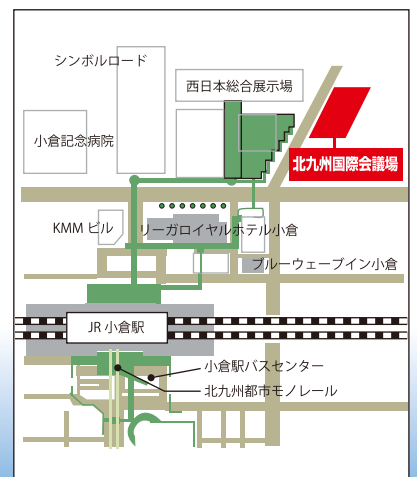 シンボルロード
西日本総合展示場
小倉記念病院
北九州国際会議場
KMM ビル
リーガロイヤルホテル小倉
ブルーウェーブイン小倉
JR 小倉駅
小倉駅バスセンター
北九州都市モノレール